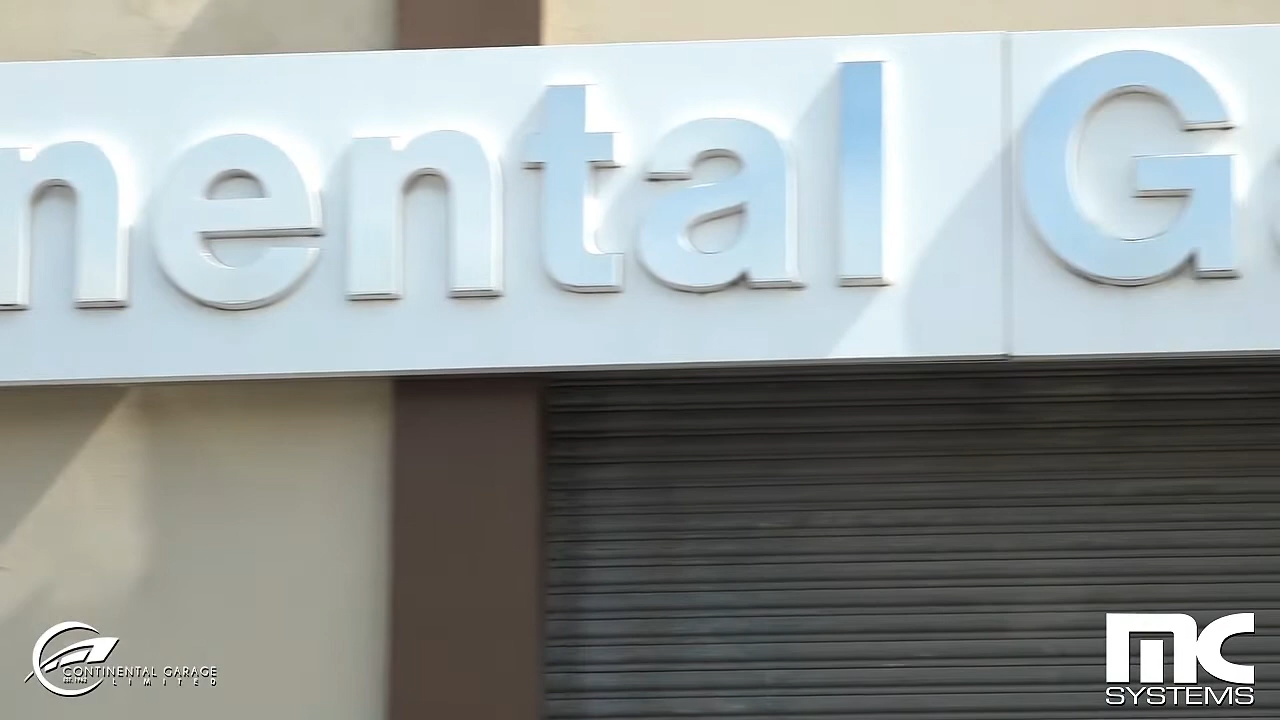 nental G
CONTINENTAL GARAGE
LIMITED
MC
SYSTEMS